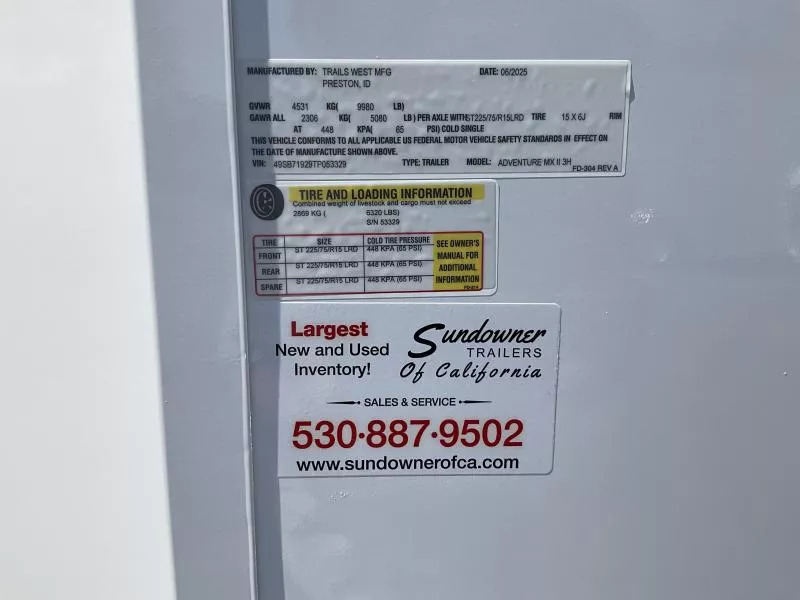 MANUFACTURED BY: TRAILS WEST MFG DATE: 06/2025
PRESTON, ID
GVWR 4531 KG( 9980 LB)
GAWR ALL 2306 KG( 5080 LB) PER AXLE WITH ST225/75/R15LRD TIRE 15 X 6J RIM
AT 448 KPA( 65 PSI) COLD SINGLE
THIS VEHICLE CONFORMS TO ALL APPLICABLE US FEDERAL MOTOR VEHICLE SAFETY STANDARDS IN EFFECT ON
THE DATE OF MANUFACTURE SHOWN ABOVE.
VIN: 49SB71929TP053329 TYPE: TRAILER MODEL: ADVENTURE MX II 3H
FD-304 REV A
TIRE AND LOADING INFORMATION
Combined weight of livestock and cargo must not exceed
2869 KG ( 6320 LBS)
S/N 53329
TIRE SIZE COLD TIRE PRESSURE
FRONT ST 225/75/R15 LRD 448 KPA (65 PSI)
REAR ST 225/75/R15 LRD 448 KPA (65 PSI)
SPARE ST 225/75/R15 LRD 448 KPA (65 PSI)
SEE OWNER'S
MANUAL FOR
ADDITIONAL
INFORMATION
Largest
New and Used
Inventory!
Sundowner
TRAILERS
Of California
SALES & SERVICE
530·887·9502
www.sundownerofca.com